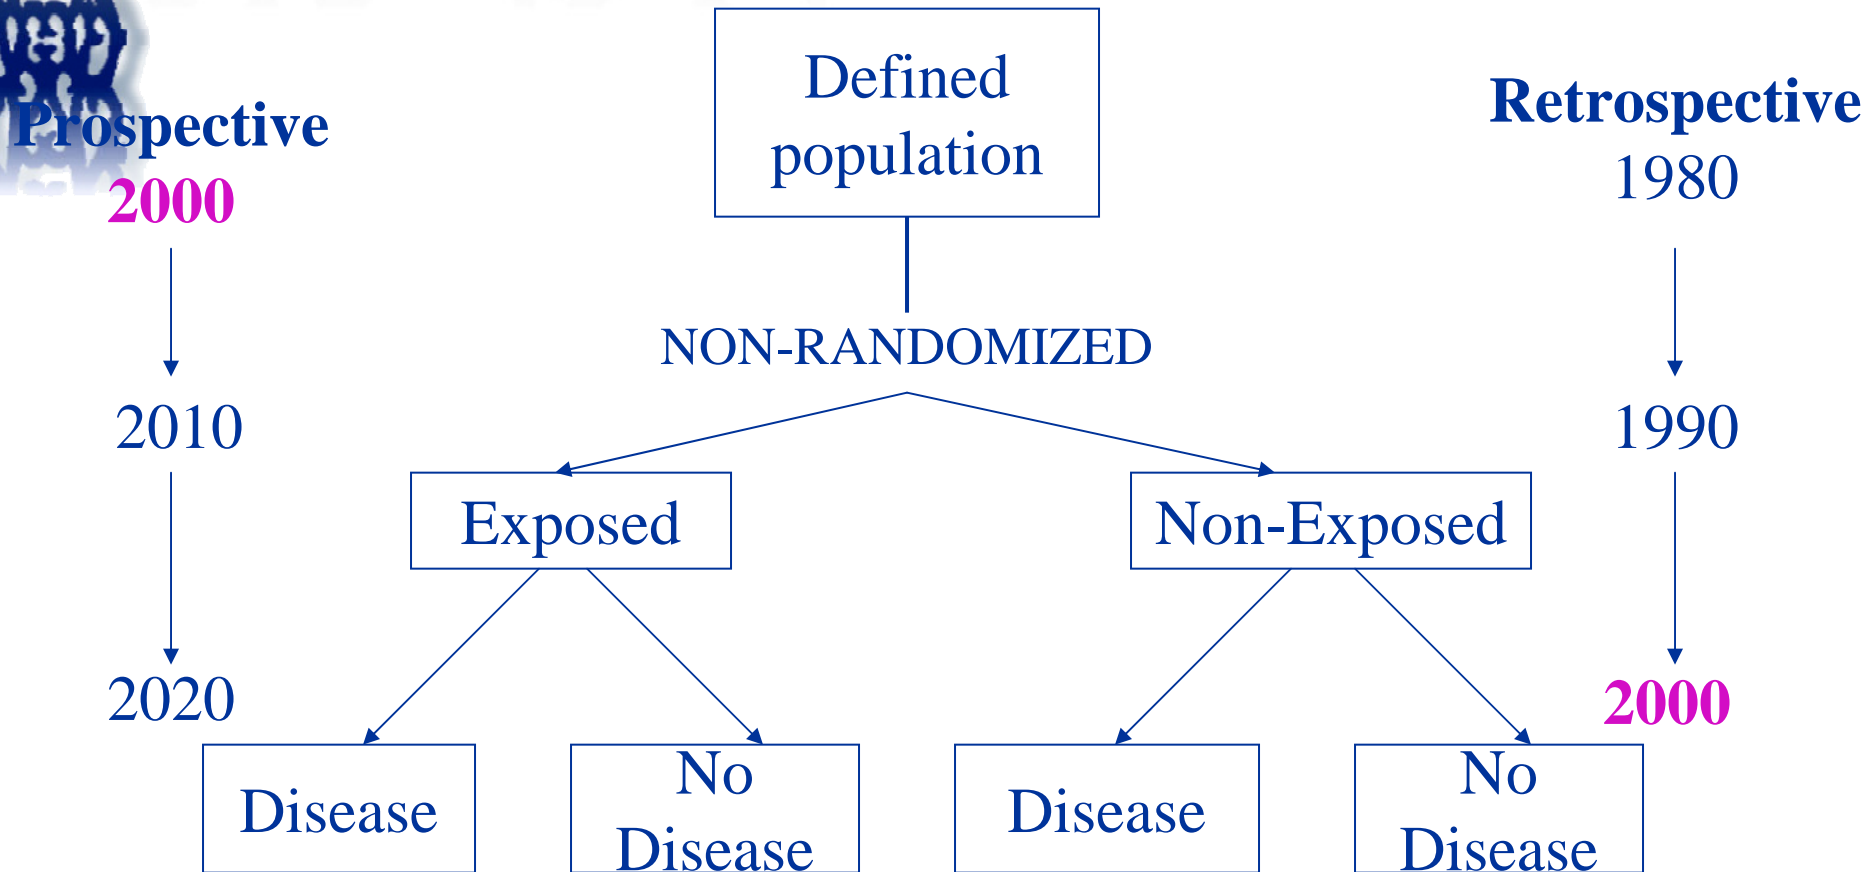 Prospective
2000
2010
2020
Defined
population
NON-RANDOMIZED
Exposed
Non-Exposed
Disease
No
Disease
Disease
No
Disease
Retrospective
1980
1990
2000